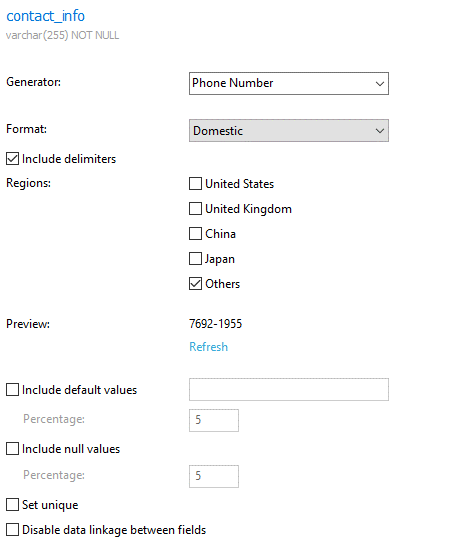 contact_info
varchar(255) NOT NULL
Generator: Phone Number
Format: Domestic
Include delimiters
Regions: United States
United Kingdom
China
Japan
Others
Preview: 7692-1955
Refresh
Include default values
Percentage: 5
Include null values
Percentage: 5
Set unique
Disable data linkage between fields